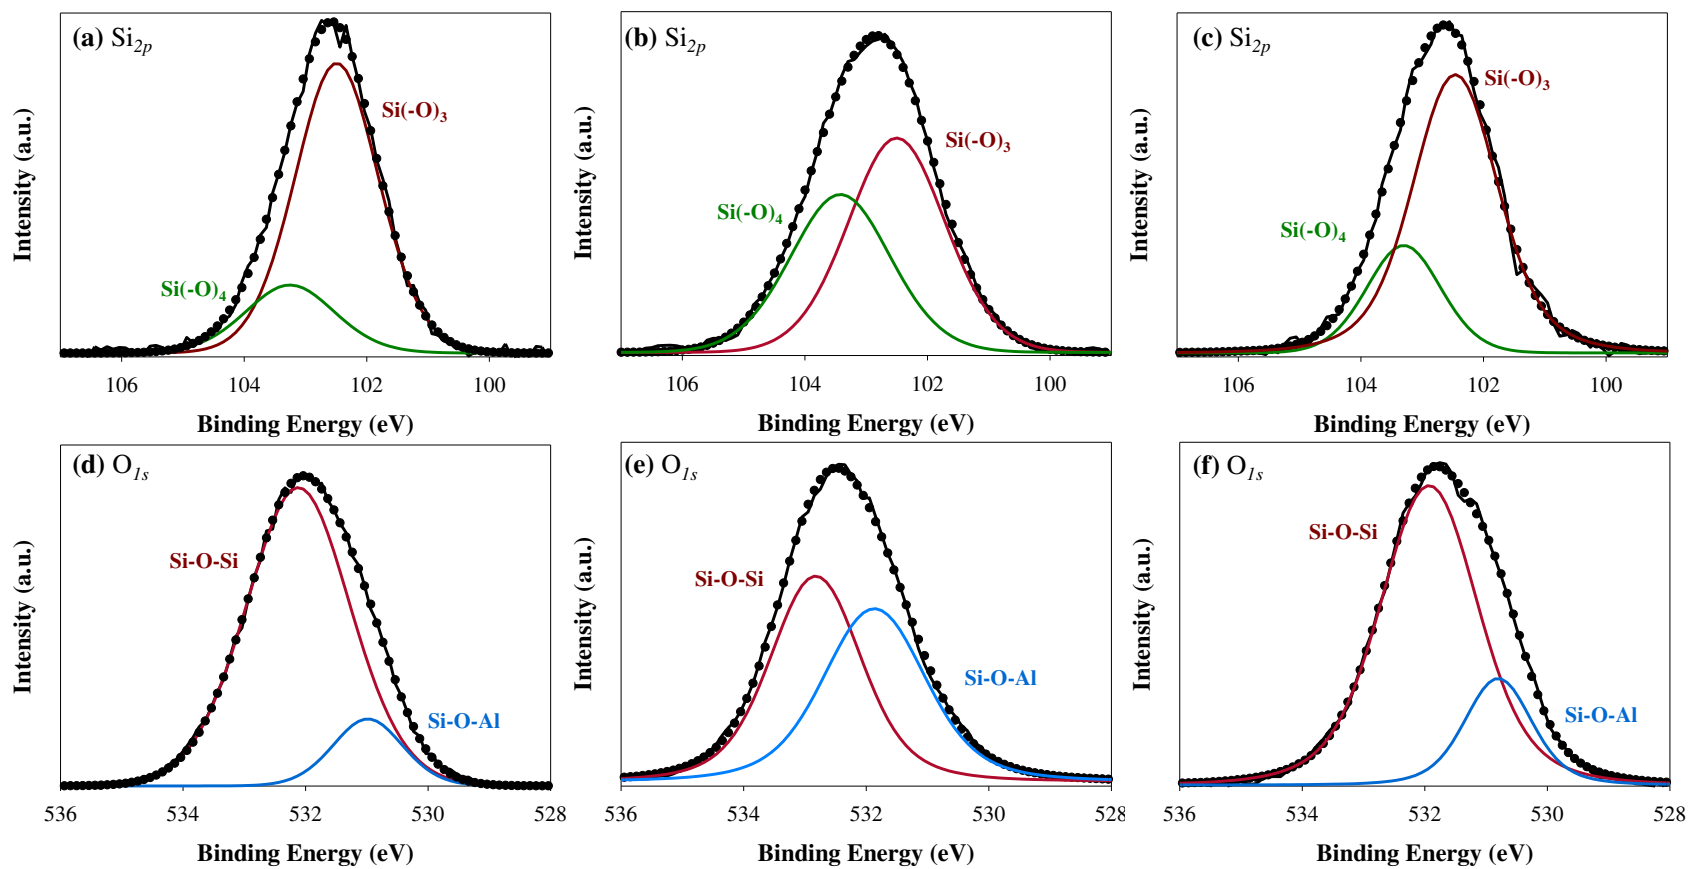 (a) Si2p
Intensity (a.u.)
Si(-O)3
Si(-O)4
106 104 102 100
Binding Energy (eV)
(b) Si2p
Intensity (a.u.)
Si(-O)3
Si(-O)4
106 104 102 100
Binding Energy (eV)
(c) Si2p
Intensity (a.u.)
Si(-O)3
Si(-O)4
106 104 102 100
Binding Energy (eV)
(d) O1s
Intensity (a.u.)
Si-O-Si
Si-O-Al
536 534 532 530 528
Binding Energy (eV)
(e) O1s
Intensity (a.u.)
Si-O-Si
Si-O-Al
536 534 532 530 528
Binding Energy (eV)
(f) O1s
Intensity (a.u.)
Si-O-Si
Si-O-Al
536 534 532 530 528
Binding Energy (eV)